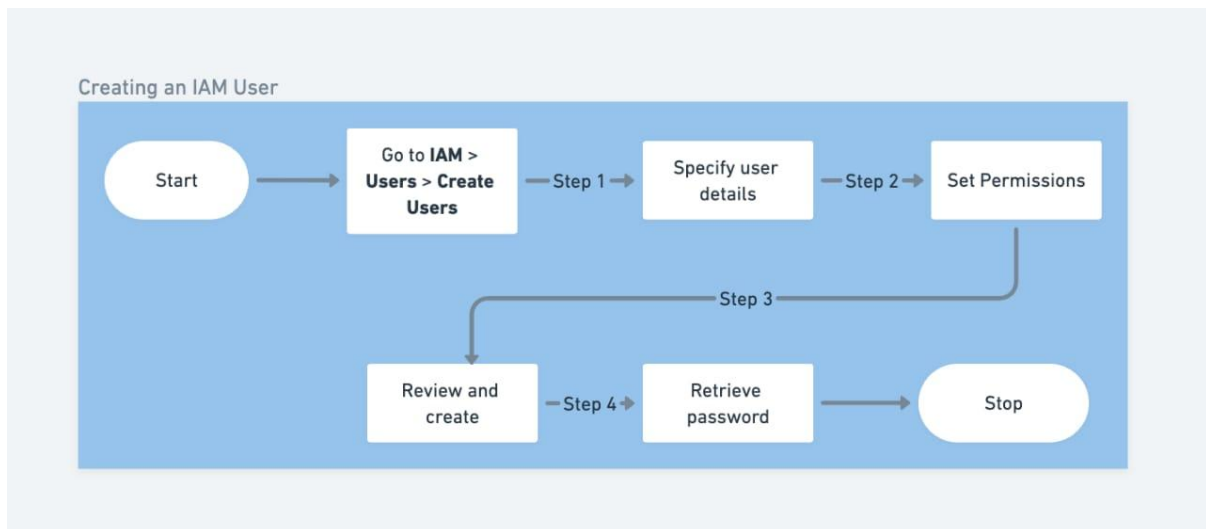 Creating an IAM User
Start
Go to IAM >
Users > Create
Users
Step 1
Specify user
details
Step 2
Set Permissions
Step 3
Review and
create
Step 4
Retrieve
password
Stop